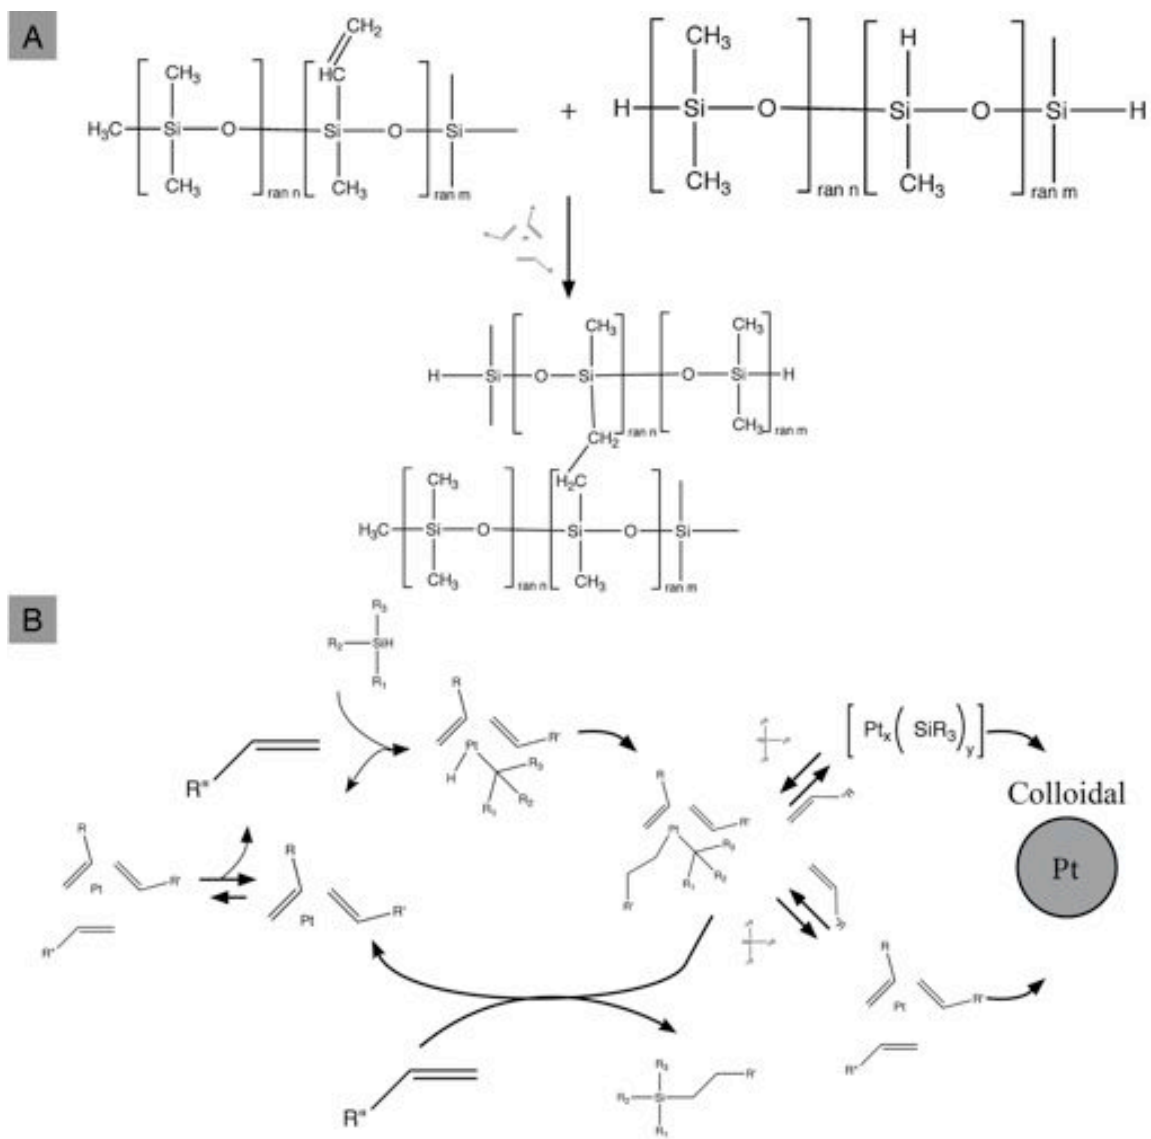 A
CH₂
HC
CH₃
CH₃
H₃C Si O Si O Si
CH₃
CH₃
ran n
ran m
+
CH₃
H
H Si O Si O Si H
CH₃
CH₃
ran n
ran m
CH₃
CH₃
H Si O Si O Si H
CH₃
ran n
ran m
CH₂
H₂C
CH₃
H₃C Si O Si O Si
CH₃
CH₃
ran n
ran m
B
R₃
R₂ SiH
R₁
R
R'
Pt
H
R₃
R₂
R₁
[Ptₓ(SiR₃)ᵧ]
Colloidal
Pt
R"
R
R'
Pt
R"
R
R'
Pt
R
R'
Pt
R₃
R₂
R₁
R'
R
R
R
R'
Pt
R"
R"
R₃
R₂ Si R'
R₁